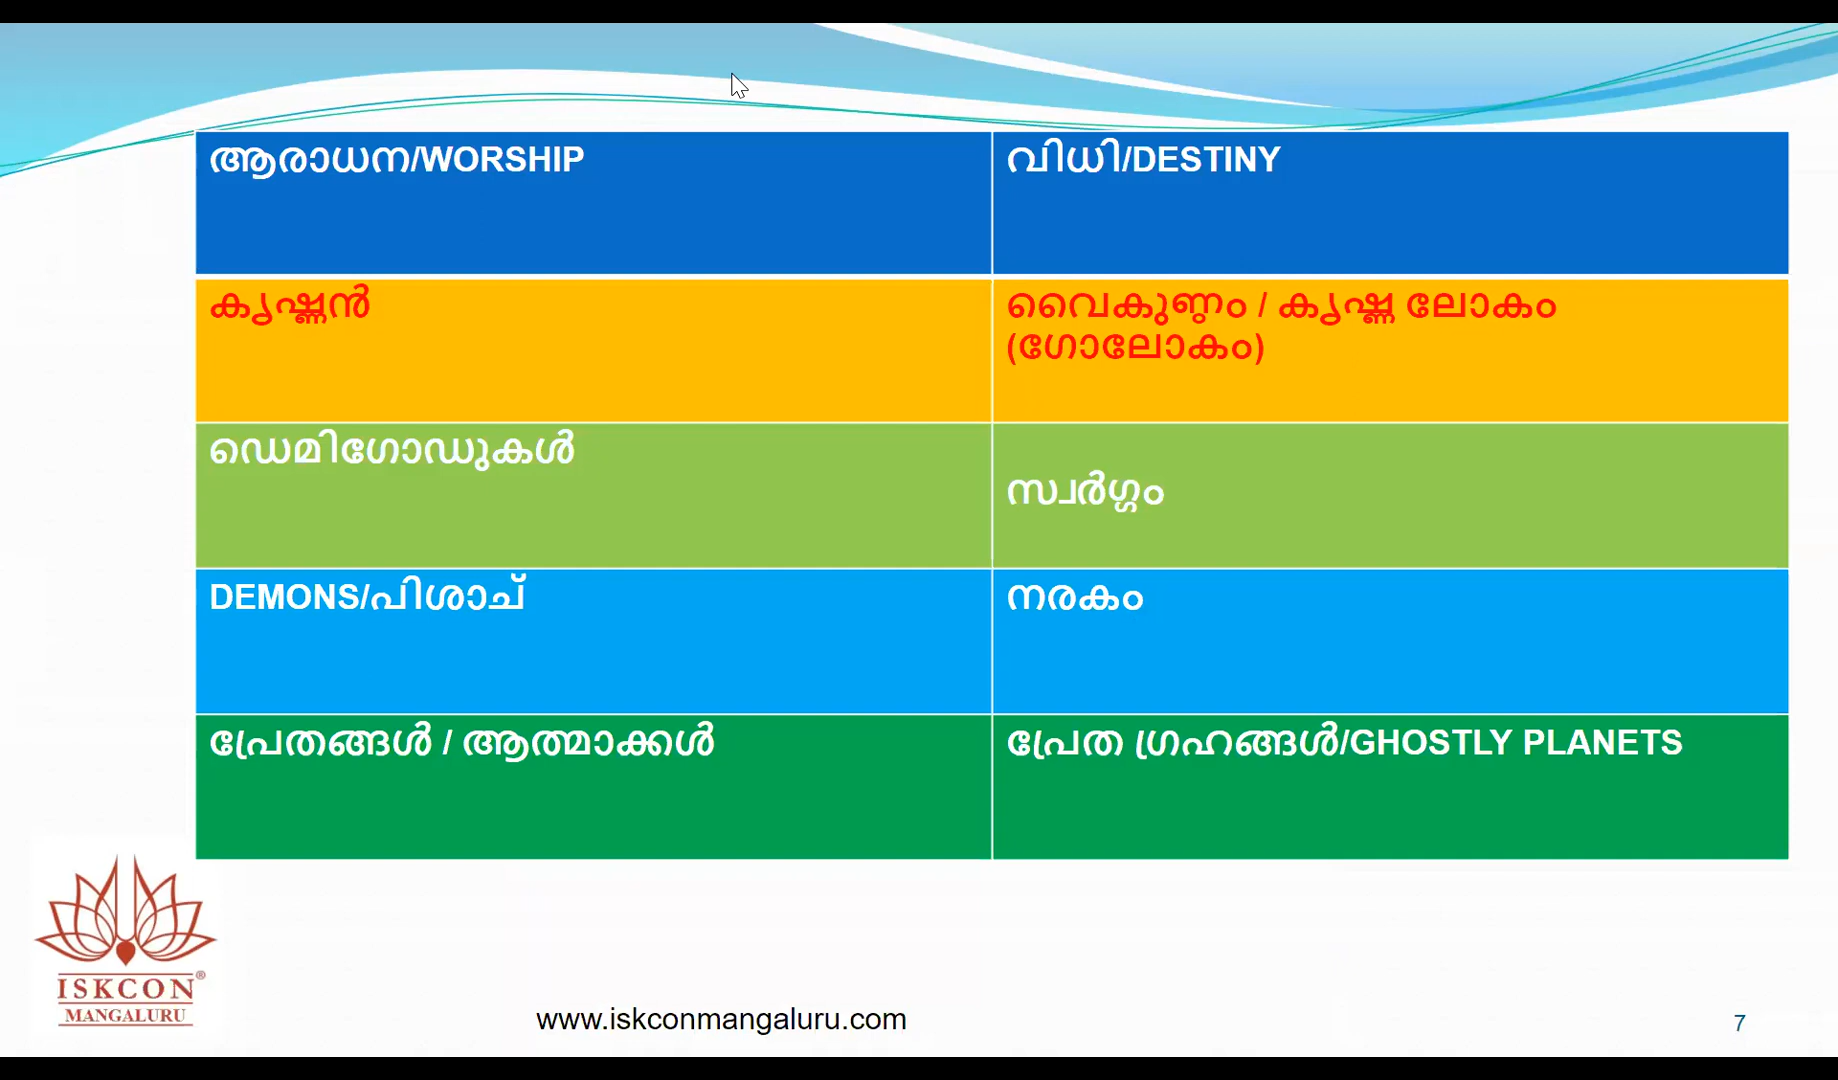 ആരാധന/WORSHIP
വിധി/DESTINY
കൃഷ്ണൻ
വൈകുണ്ഠം / കൃഷ്ണ ലോകം
(ഗോലോകം)
ഡെമിഗോഡുകൾ
സ്വർഗ്ഗം
DEMONS/പിശാച്
നരകം
പ്രേതങ്ങൾ / ആത്മാക്കൾ
പ്രേത ഗ്രഹങ്ങൾ/GHOSTLY PLANETS
ISKCON®
MANGALURU
www.iskconmangaluru.com
7